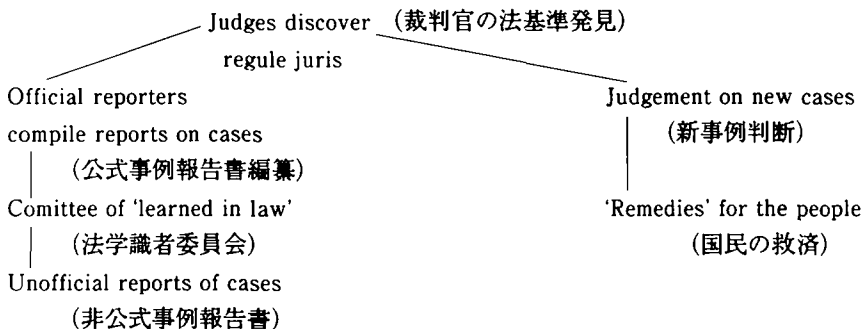 Judges discover (裁判官の法基準発見)
regule juris
Official reporters
compile reports on cases
(公式事例報告書編纂)
Comittee of 'learned in law'
(法学識者委員会)
Unofficial reports of cases
(非公式事例報告書)
Judgement on new cases
(新事例判断)
'Remedies' for the people
(国民の救済)